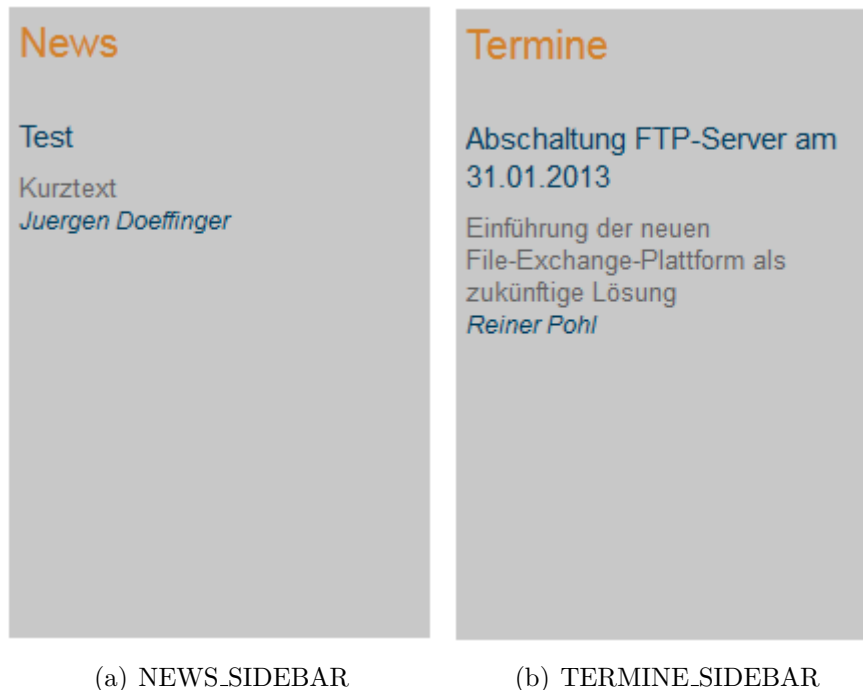 News
Test
Kurztext
Juergen Doeffinger
Termine
Abschaltung FTP-Server am
31.01.2013
Einführung der neuen
File-Exchange-Plattform als
zukünftige Lösung
Reiner Pohl
(a) NEWS_SIDEBAR
(b) TERMINE_SIDEBAR